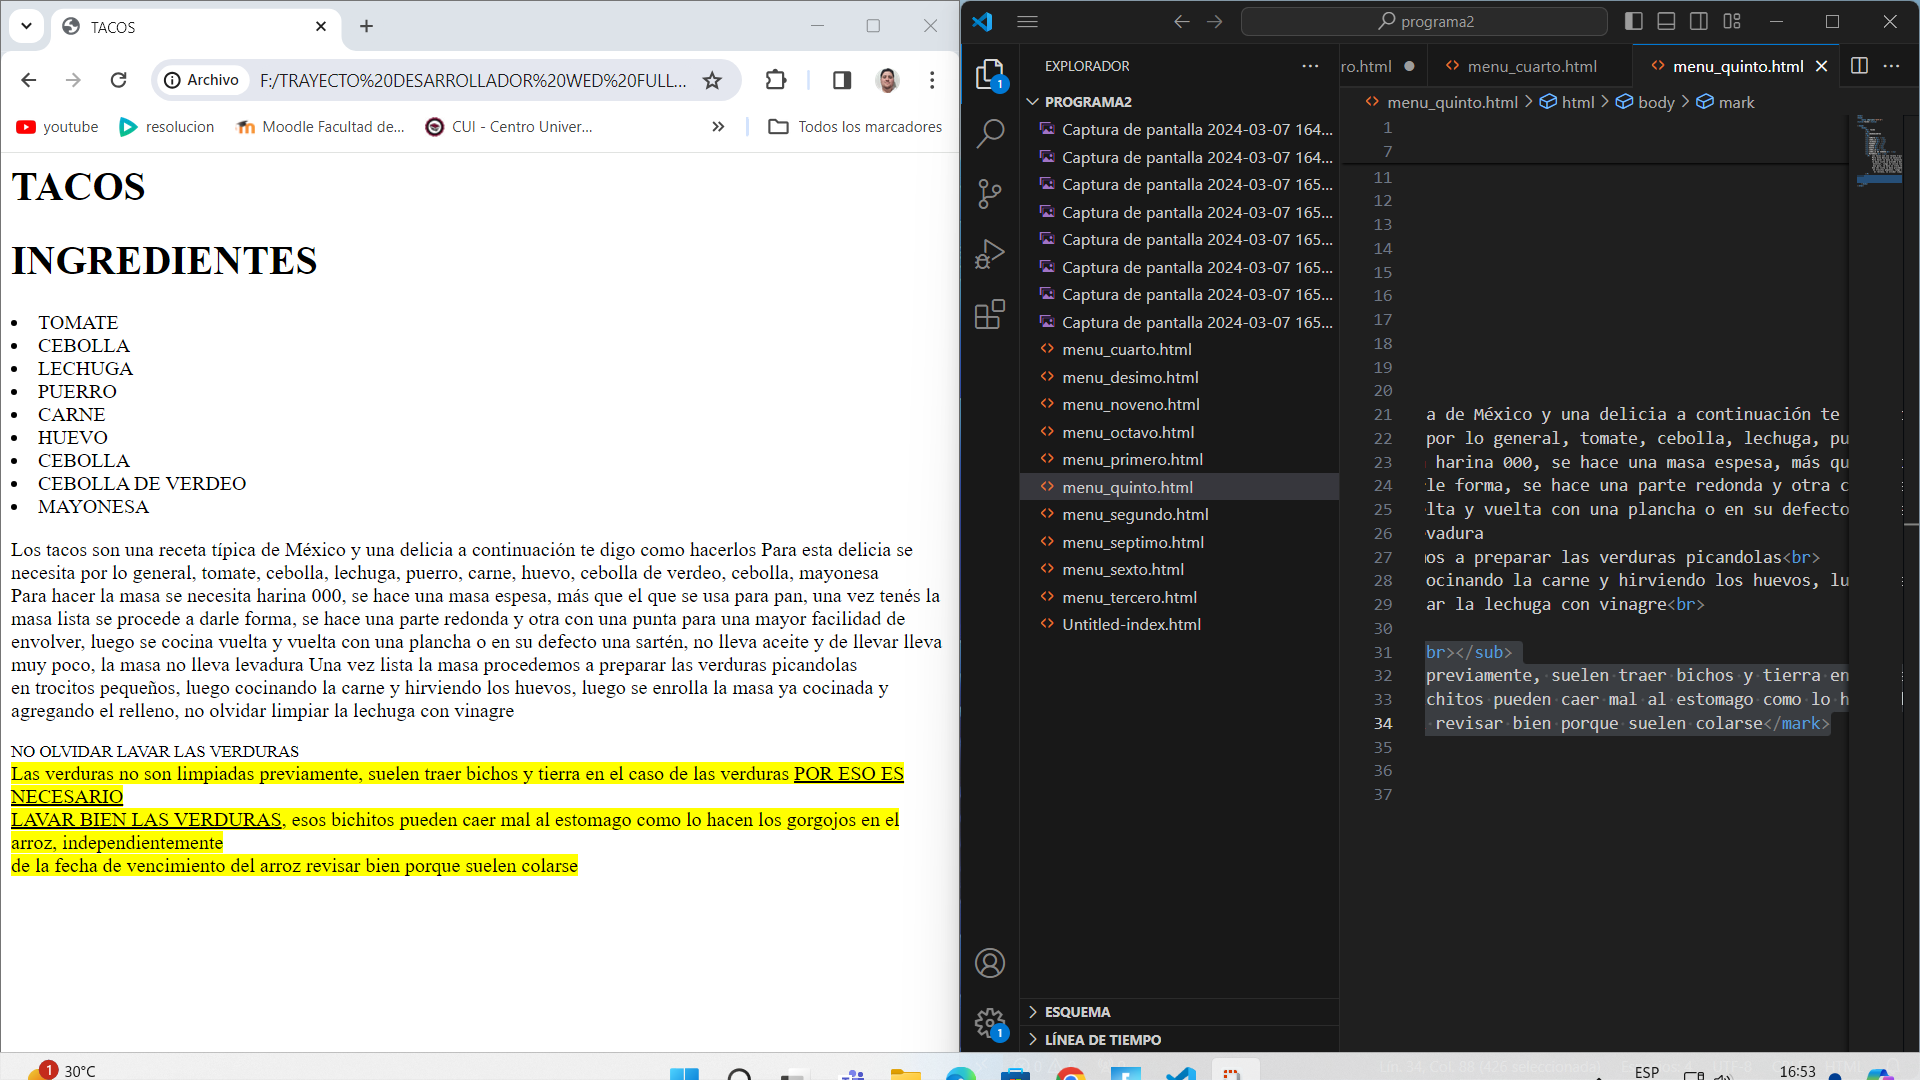 TACOS
Archivo
F:/TRAYECTO%20DESARROLLADOR%20WED%20FULL...
youtube
resolucion
Moodle Facultad de...
CUI - Centro Univer...
Todos los marcadores
TACOS
INGREDIENTES
• TOMATE
• CEBOLLA
• LECHUGA
• PUERRO
• CARNE
• HUEVO
• CEBOLLA
• CEBOLLA DE VERDEO
• MAYONESA
Los tacos son una receta típica de México y una delicia a continuación te digo como hacerlos Para esta delicia se
necesita por lo general, tomate, cebolla, lechuga, puerro, carne, huevo, cebolla de verdeo, cebolla, mayonesa
Para hacer la masa se necesita harina 000, se hace una masa espesa, más que el que se usa para pan, una vez tenés la
masa lista se procede a darle forma, se hace una parte redonda y otra con una punta para una mayor facilidad de
envolver, luego se cocina vuelta y vuelta con una plancha o en su defecto una sartén, no lleva aceite y de llevar lleva
muy poco, la masa no lleva levadura Una vez lista la masa procedemos a preparar las verduras picandolas
en trocitos pequeños, luego cocinando la carne y hirviendo los huevos, luego se enrolla la masa ya cocinada y
agregando el relleno, no olvidar limpiar la lechuga con vinagre
NO OLVIDAR LAVAR LAS VERDURAS
Las verduras no son limpiadas previamente, suelen traer bichos y tierra en el caso de las verduras POR ESO ES
NECESARIO
LAVAR BIEN LAS VERDURAS, esos bichitos pueden caer mal al estomago como lo hacen los gorgojos en el
arroz, independientemente
de la fecha de vencimiento del arroz revisar bien porque suelen colarse
programa2
EXPLORADOR
PROGRAMA2
Captura de pantalla 2024-03-07 164...
Captura de pantalla 2024-03-07 164...
Captura de pantalla 2024-03-07 165...
Captura de pantalla 2024-03-07 165...
Captura de pantalla 2024-03-07 165...
Captura de pantalla 2024-03-07 165...
Captura de pantalla 2024-03-07 165...
Captura de pantalla 2024-03-07 165...
menu_cuarto.html
menu_desimo.html
menu_noveno.html
menu_octavo.html
menu_primero.html
menu_quinto.html
menu_segundo.html
menu_septimo.html
menu_sexto.html
menu_tercero.html
Untitled-index.html
ESQUEMA
LÍNEA DE TIEMPO
1
1
ro.html
menu_cuarto.html
menu_quinto.html
menu_quinto.html > html > body > mark
1
7
11
12
13
14
15
16
17
18
19
20
21 a de México y una delicia a continuación te
22 por lo general, tomate, cebolla, lechuga, pu
23 harina 000, se hace una masa espesa, más qu
24 le forma, se hace una parte redonda y otra c
25 lta y vuelta con una plancha o en su defecto
26 vadura
27 os a preparar las verduras picandolas<br>
28 ocinando la carne y hirviendo los huevos, lu
29 ar la lechuga con vinagre<br>
30
31 br></sub>
32 previamente, suelen traer bichos y tierra en
33 chitos pueden caer mal al estomago como lo h
34 revisar bien porque suelen colarse</mark>
35
36
37
1
30°C
ESP
16:53